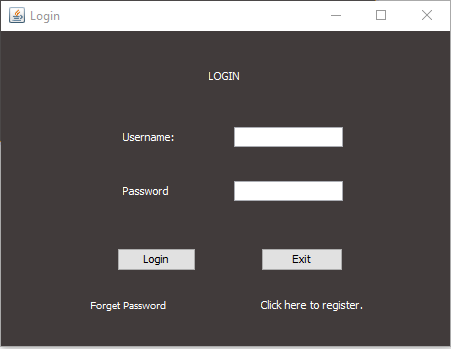 Login
LOGIN
Username:
Password
Login Exit
Forget Password Click here to register.